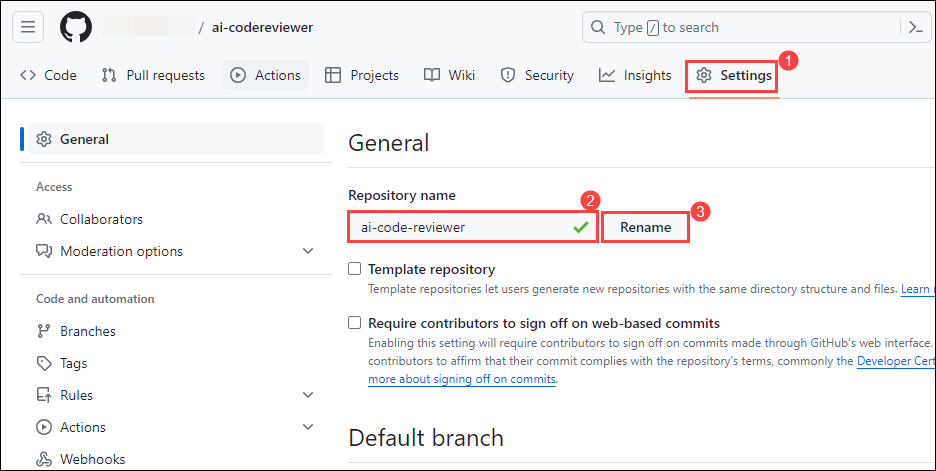 / ai-codereviewer
Type / to search
Code Pull requests Actions Projects Wiki Security Insights Settings 1
General
Access
Collaborators
Moderation options
Code and automation
Branches
Tags
Rules
Actions
Webhooks
General
Repository name
2
3
ai-code-reviewer Rename
Template repository
Template repositories let users generate new repositories with the same directory structure and files. Learn
Require contributors to sign off on web-based commits
Enabling this setting will require contributors to sign off on commits made through GitHub's web interface.
contributors to affirm that their commit complies with the repository's terms, commonly the Developer Cert
more about signing off on commits.
Default branch